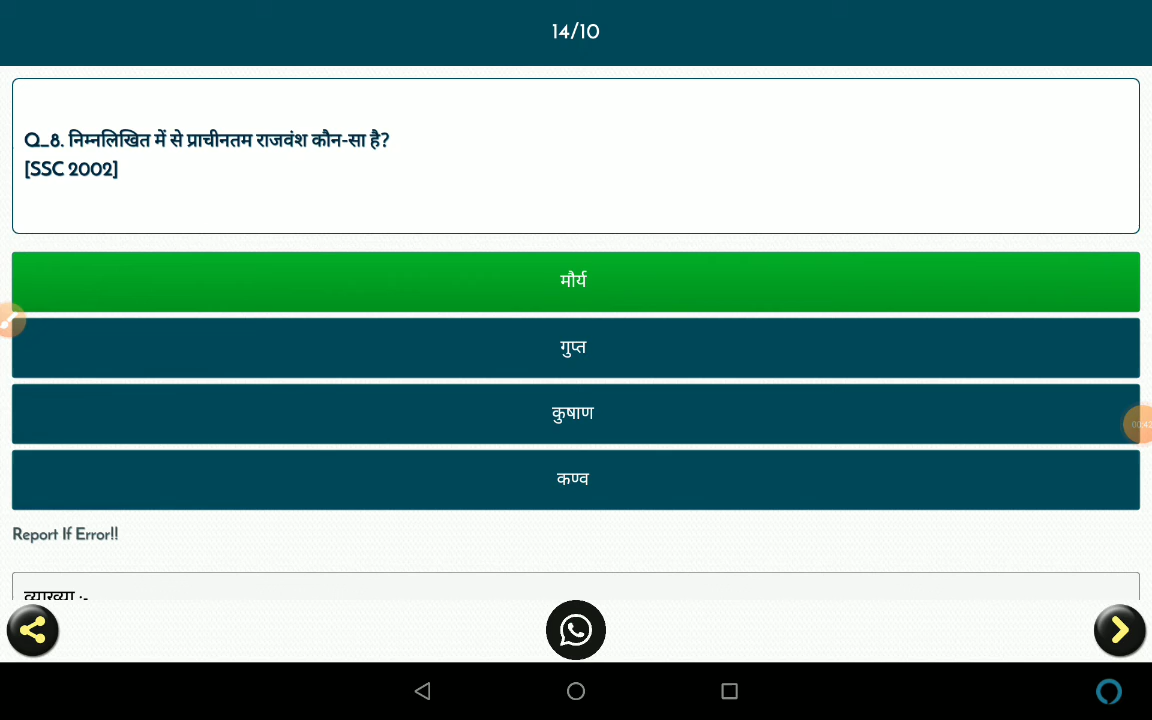 14/10
Q_8. निम्नलिखित में से प्राचीनतम राजवंश कौन-सा है?
[SSC 2002]
मौर्य
गुप्त
कुषाण
कण्व
Report If Error!!
व्याख्या :-